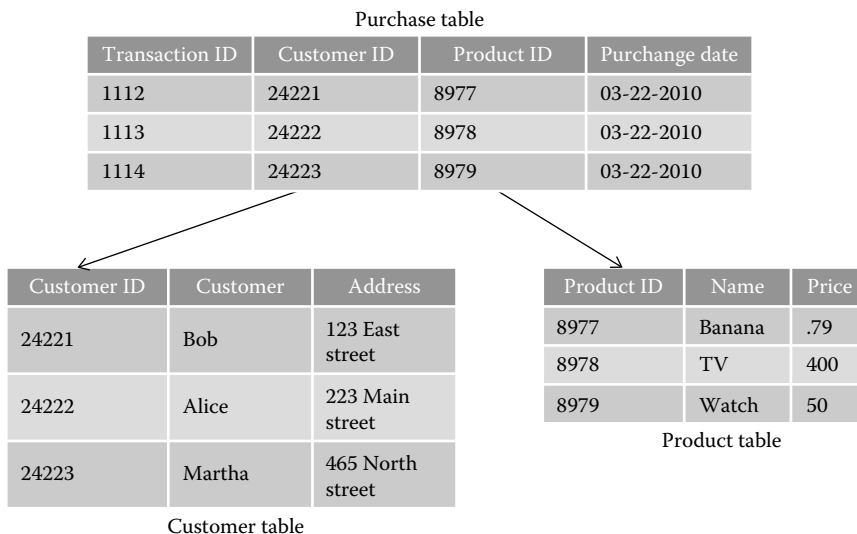 Purchase table
Transaction ID Customer ID Product ID Purchange date
1112 24221 8977 03-22-2010
1113 24222 8978 03-22-2010
1114 24223 8979 03-22-2010
Customer ID Customer Address
24221 Bob 123 East
street
24222 Alice 223 Main
street
24223 Martha 465 North
street
Customer table
Product ID Name Price
8977 Banana .79
8978 TV 400
8979 Watch 50
Product table